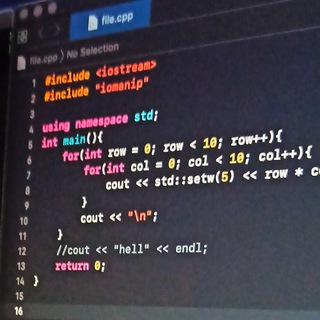 file.cpp
file.cpp 〉 No Selection
1 #include <iostream>
2 #include "iomanip"
3
4 using namespace std;
5 int main(){
6 for(int row = 0; row < 10; row++){
7 for(int col = 0; col < 10; col++){
8 cout << std::setw(5) << row * c
9 }
10 cout << "\n";
11 }
12 //cout << "hell" << endl;
13 return 0;
14 }
15
16